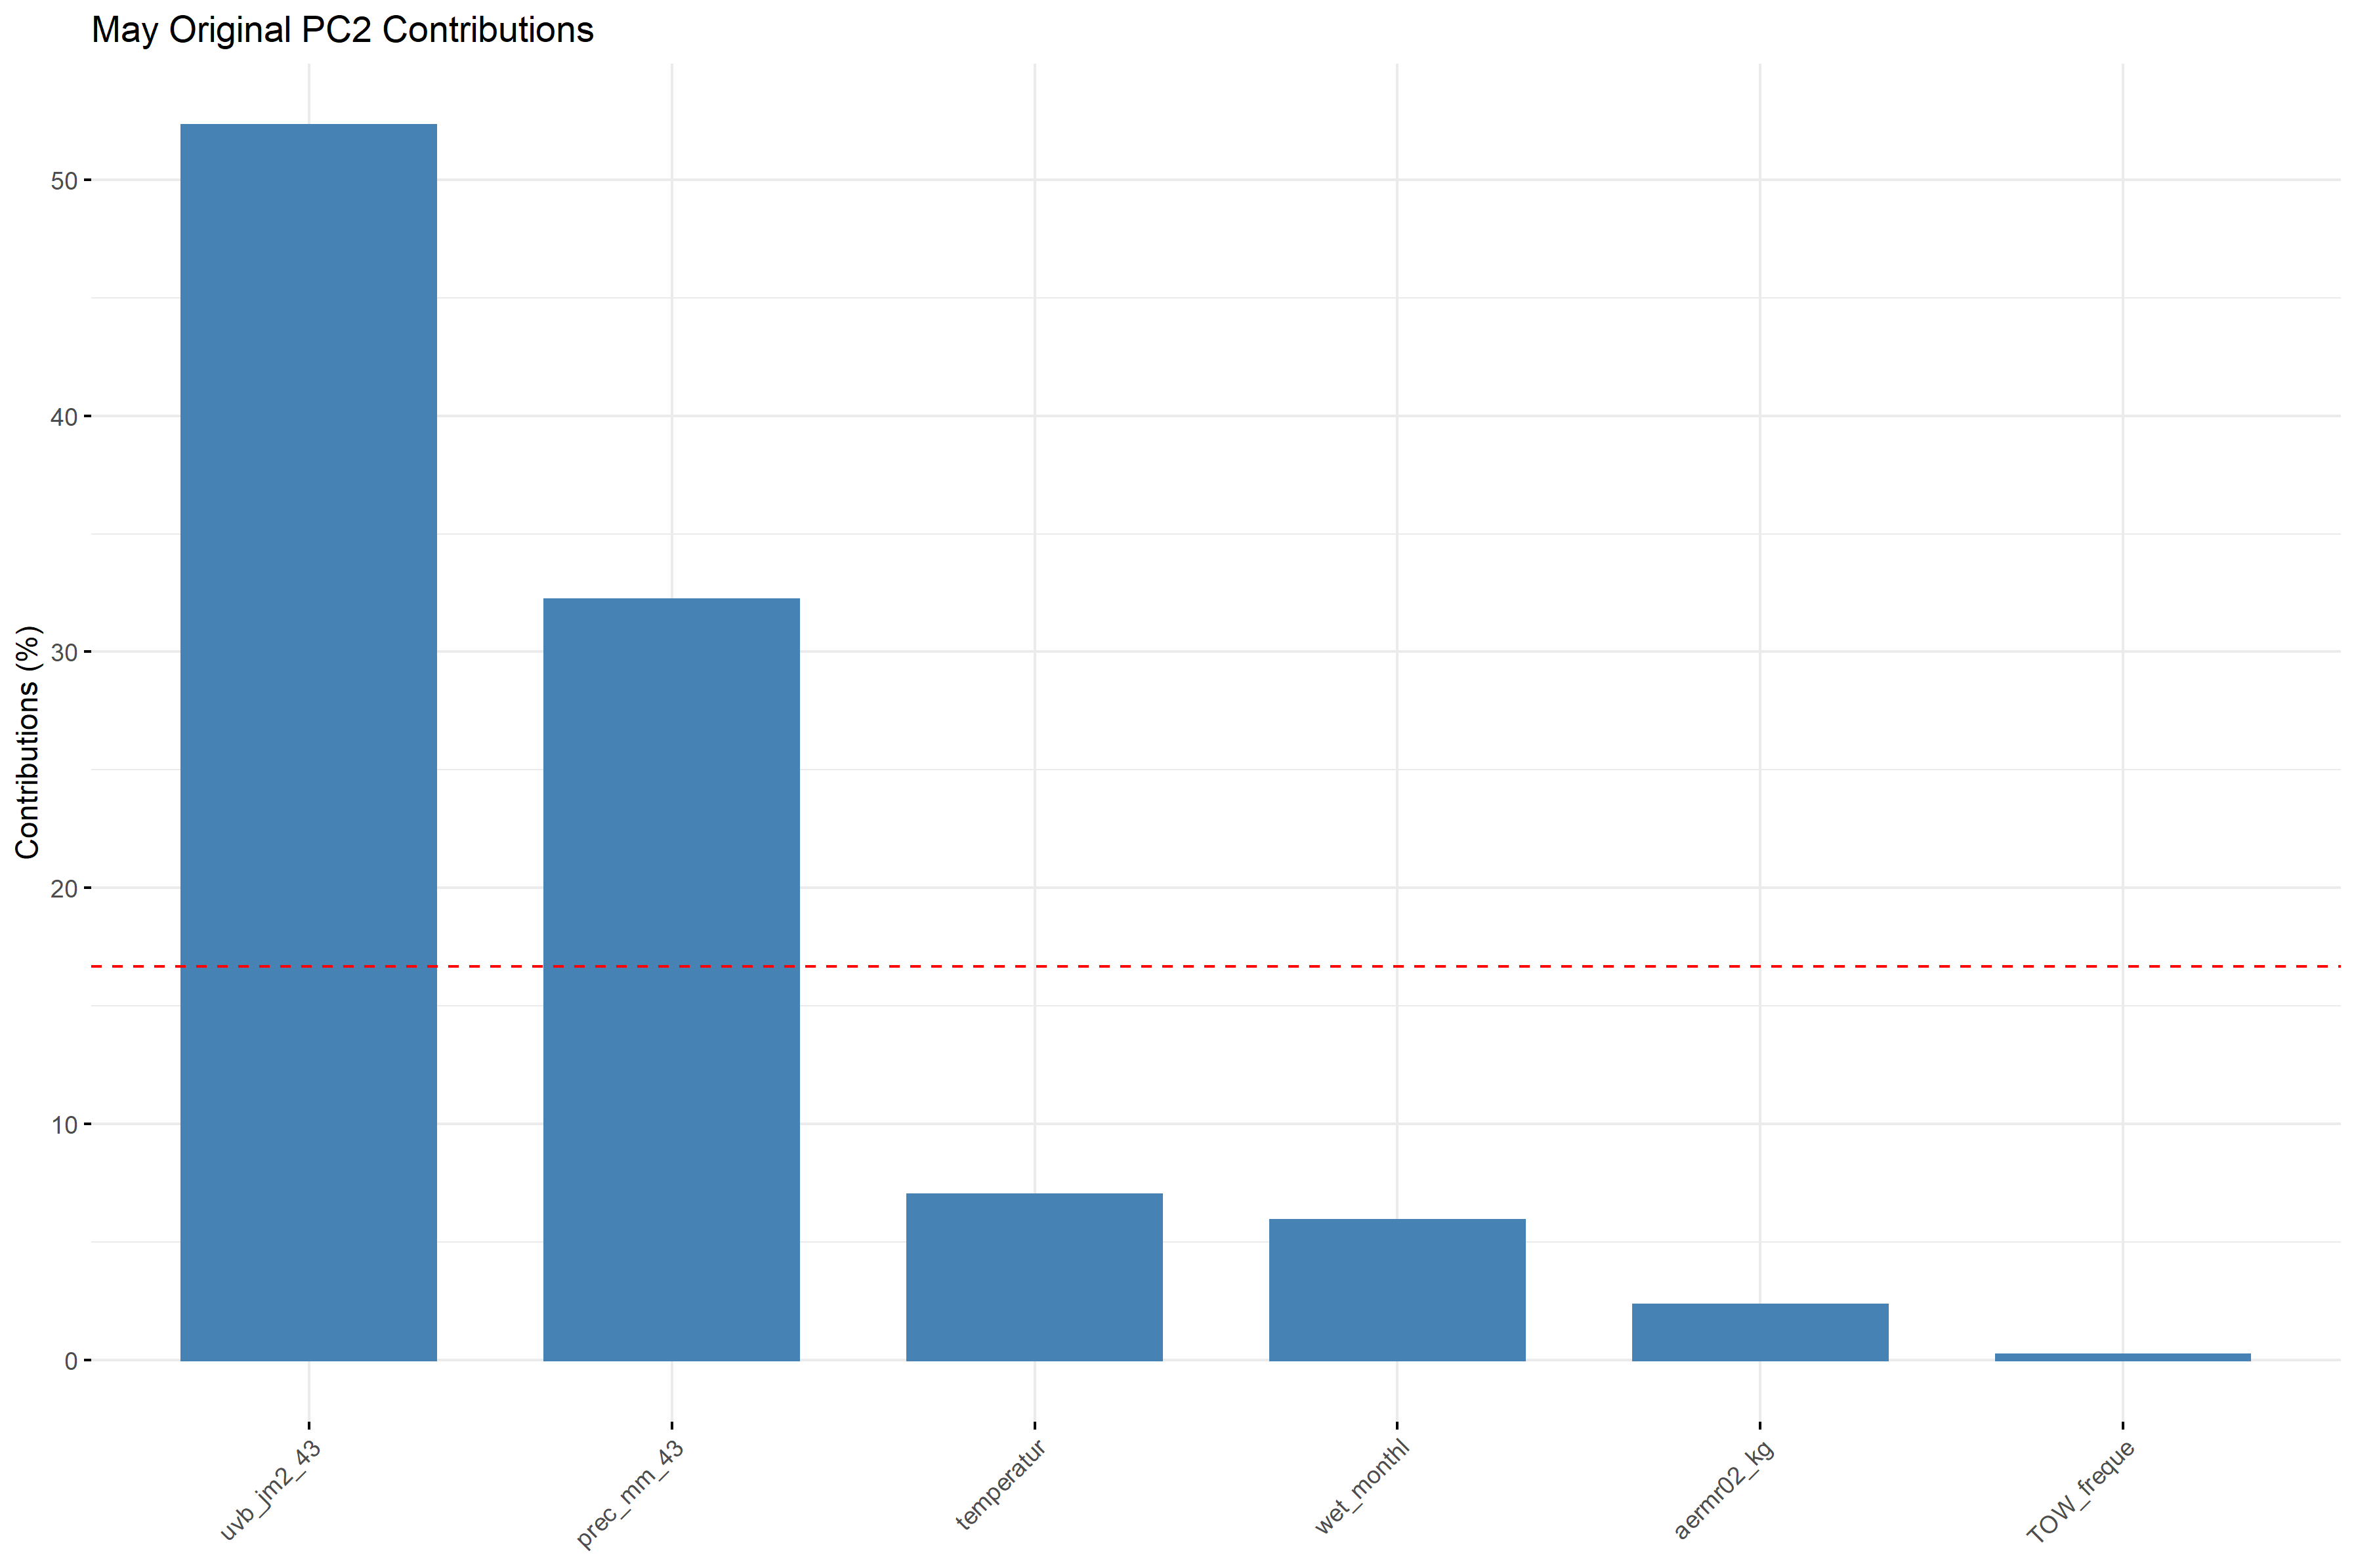 May Original PC2 Contributions
Contributions (%)
50
40
30
20
10
0
uvb_jm2_43
prec_mm_43
temperatur
wet_monthl
aermr02_kg
TOW_freque